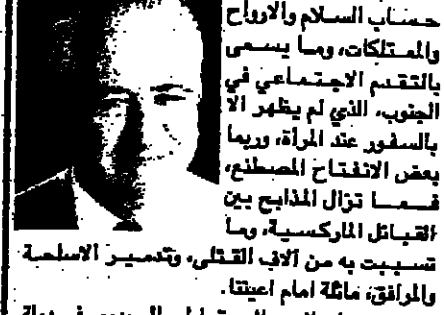 حساب السلام والارواح
والممتلكات، وما يسمى
بالتقدم الاجتماعي في
الجنوب، الذي لم يظهر الا
بالسفور عند المرأة، وربما
بعض الانفتاح المصطنع،
فما تزال المذابح بين
القبائل الماركسية، وما
تسببت به من آلاف القتلى، وتدمير الاسلحة
والمرافق، ماثلة امام اعيننا.